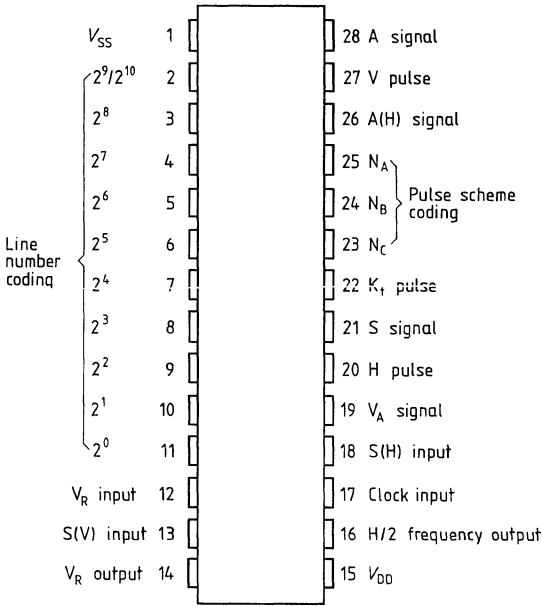 V_SS 1 28 A signal
2^9/2^10 2 27 V pulse
2^8 3 26 A(H) signal
2^7 4 25 N_A
2^6 5 24 N_B
Pulse scheme
coding
2^5 6 23 N_C
Line
number
coding
2^4 7 22 K_t pulse
2^3 8 21 S signal
2^2 9 20 H pulse
2^1 10 19 V_A signal
2^0 11 18 S(H) input
V_R input 12 17 Clock input
S(V) input 13 16 H/2 frequency output
V_R output 14 15 V_DD